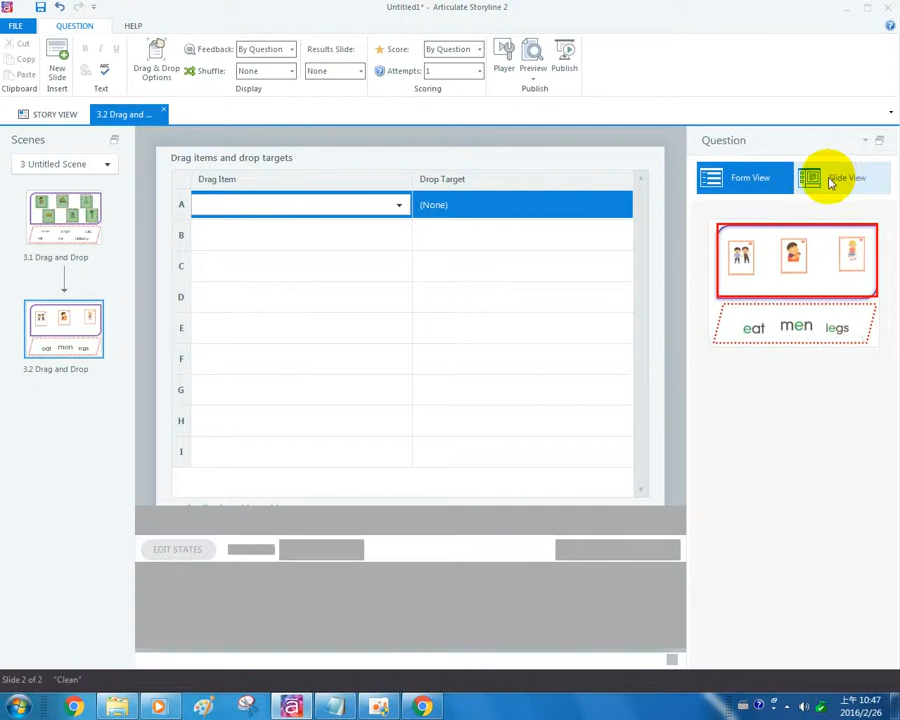 Untitled1* - Articulate Storyline 2
FILE QUESTION HELP
Cut
Copy
Paste
Clipboard
New Slide
Insert
B I U
ABC
Text
Drag & Drop Options
Feedback: By Question
Shuffle: None
Results Slide:
None
Display
Score: By Question
Attempts: 1
Scoring
Player
Preview
Publish
Publish
STORY VIEW
3.2 Drag and ...
Scenes
3 Untitled Scene
3.1 Drag and Drop
eat men legs
3.2 Drag and Drop
Drag items and drop targets
Drag Item Drop Target
A (None)
B
C
D
E
F
G
H
I
EDIT STATES
Question
Form View
Slide View
eat men legs
Slide 2 of 2 "Clean"
上午 10:47
2016/2/26